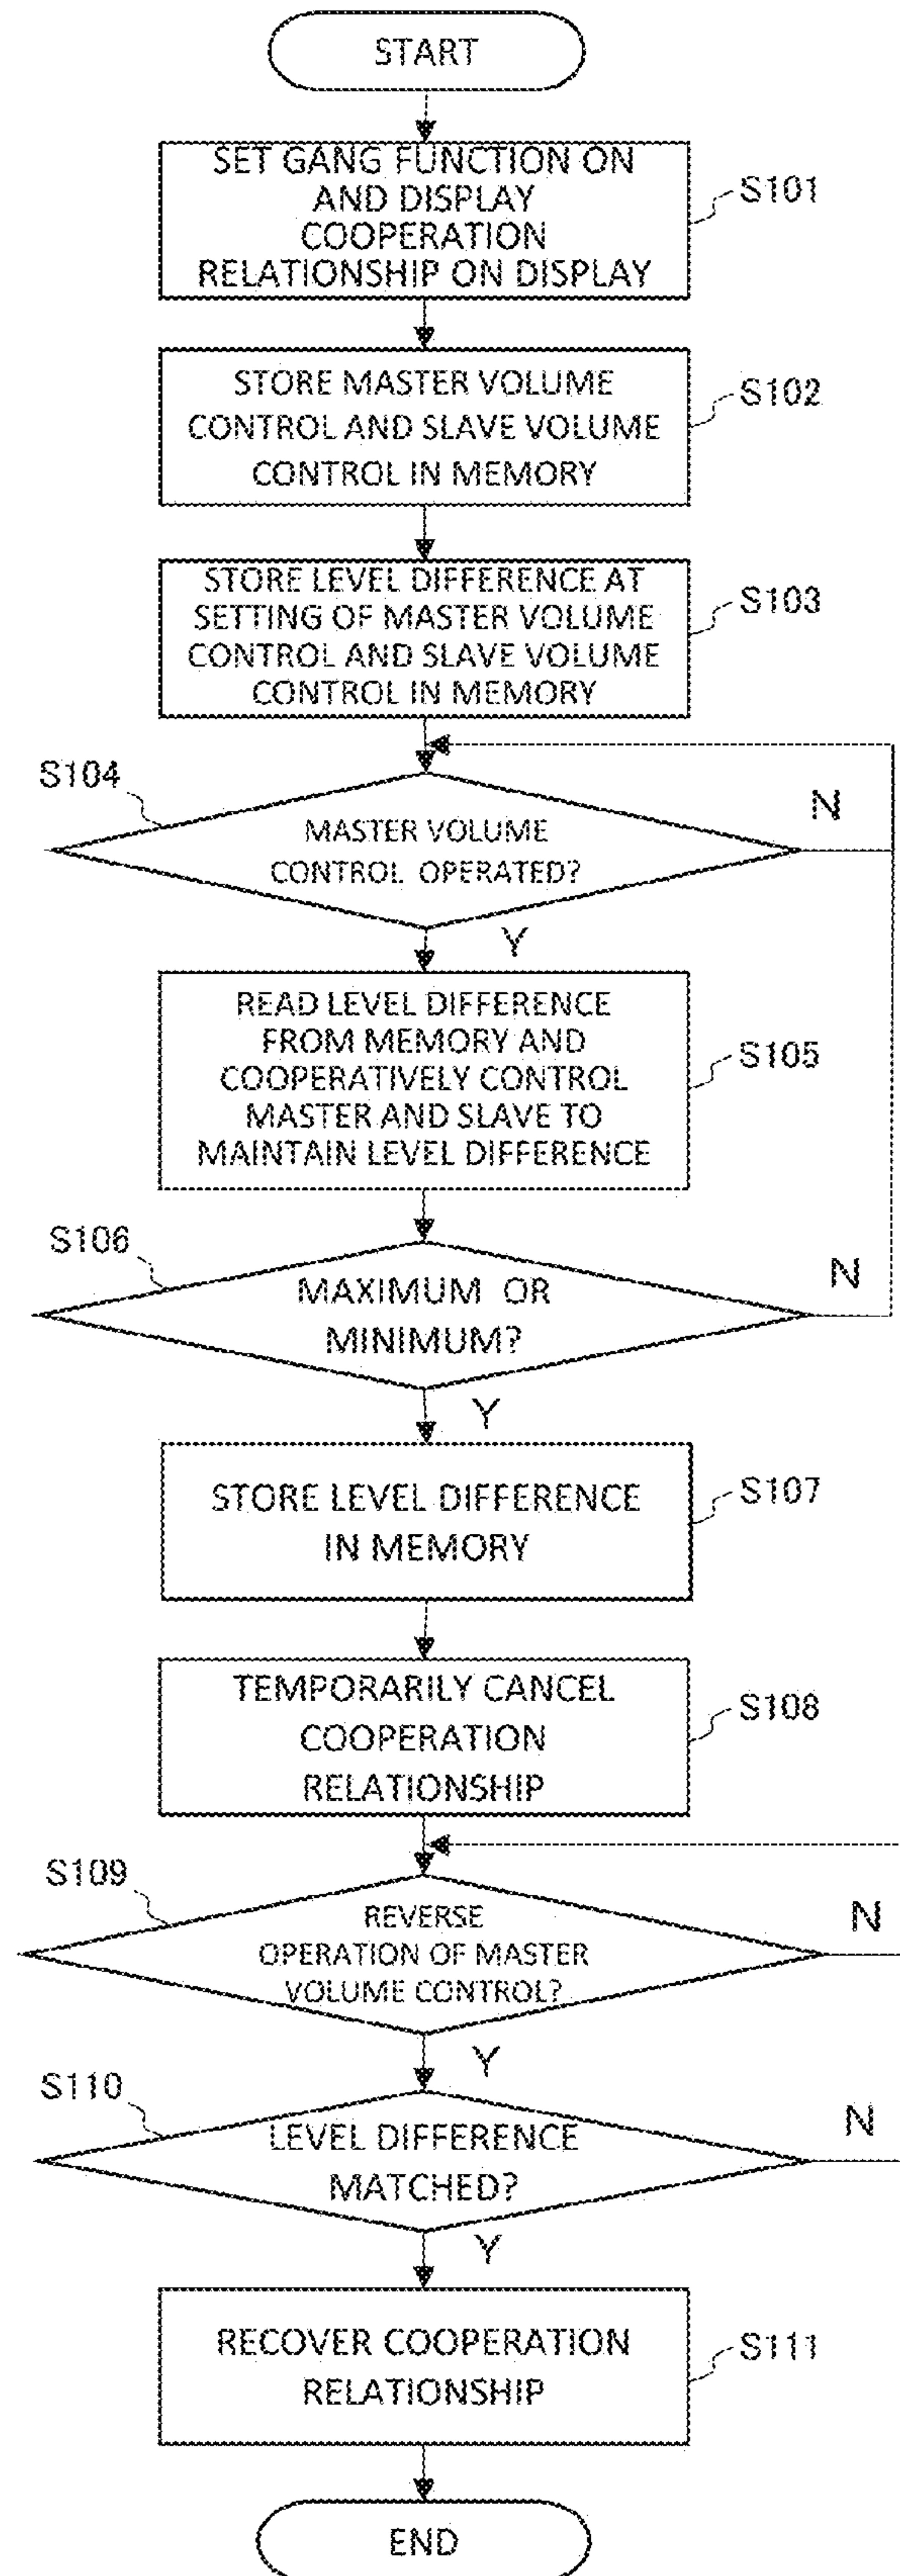 START
SET GANG FUNCTION ON
AND DISPLAY
COOPERATION
RELATIONSHIP ON DISPLAY
S101
STORE MASTER VOLUME
CONTROL AND SLAVE VOLUME
CONTROL IN MEMORY
S102
STORE LEVEL DIFFERENCE AT
SETTING OF MASTER VOLUME
CONTROL AND SLAVE VOLUME
CONTROL IN MEMORY
S103
S104
MASTER VOLUME
CONTROL OPERATED?
N
Y
READ LEVEL DIFFERENCE
FROM MEMORY AND
COOPERATIVELY CONTROL
MASTER AND SLAVE TO
MAINTAIN LEVEL DIFFERENCE
S105
S106
MAXIMUM OR
MINIMUM?
N
Y
STORE LEVEL DIFFERENCE
IN MEMORY
S107
TEMPORARILY CANCEL
COOPERATION
RELATIONSHIP
S108
S109
REVERSE
OPERATION OF MASTER
VOLUME CONTROL?
N
Y
S110
LEVEL DIFFERENCE
MATCHED?
N
Y
RECOVER COOPERATION
RELATIONSHIP
S111
END